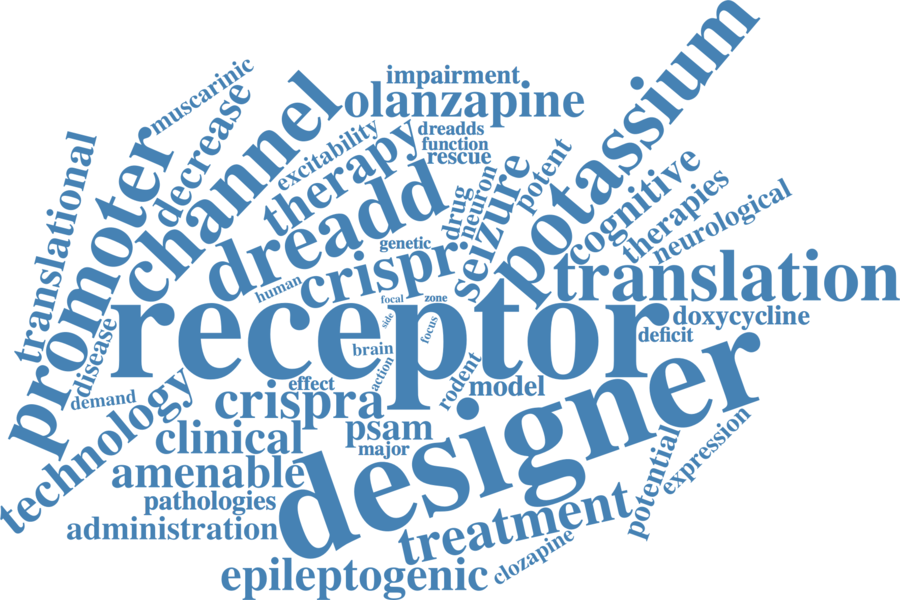 potassium
impairment
olanzapine
muscarinic
decrease
channel
excitability
therapy
dreadds
function
rescue
dreadd
translational
promoter
drug
neuron
seizure
potent
cognitive
therapies
neurological
genetic
crispr
human
translation
receptor
focal
zone
side
focus
doxycycline
deficit
disease
brain
action
effect
rodent
model
demand
technology
crispra
designer
clinical
psam
major
amenable
pathologies
administration
treatment
potential
expression
epileptogenic
clozapine